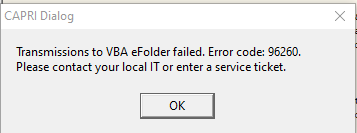 CAPRI Dialog
Transmissions to VBA eFolder failed. Error code: 96260.
Please contact your local IT or enter a service ticket.
OK